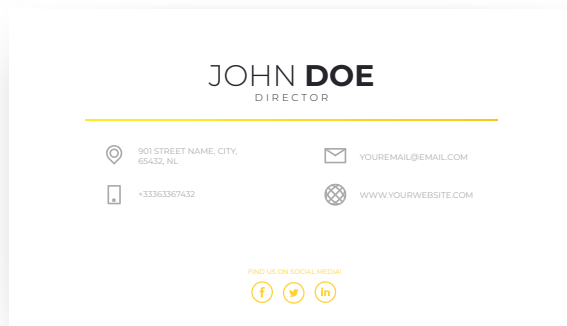 JOHN DOE
DIRECTOR
901 STREET NAME, CITY,
65432, NL
YOUREMAIL@EMAIL.COM
+33363367432
WWW.YOURWEBSITE.COM
FIND US ON SOCIAL MEDIA!